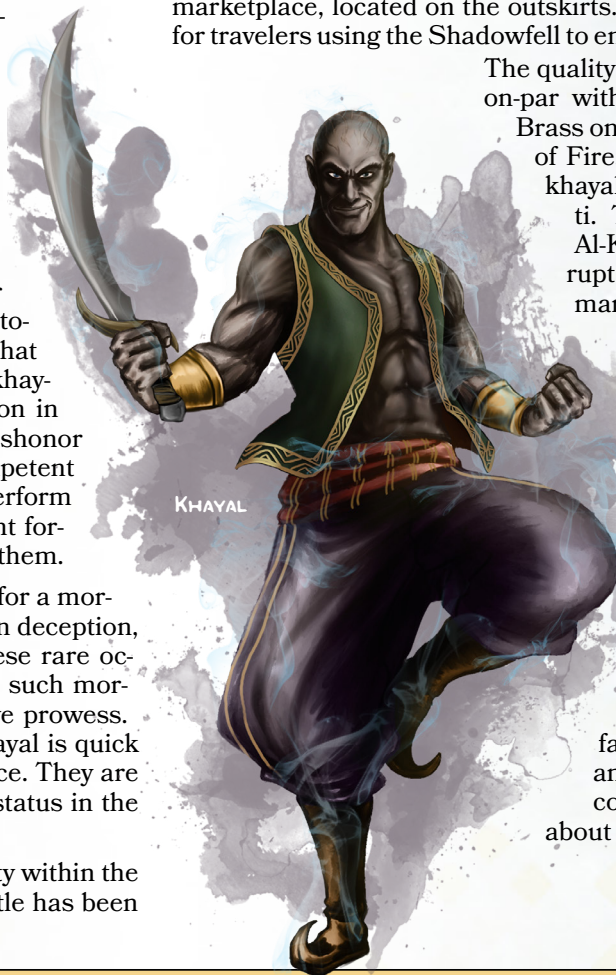 marketplace, located on the outskirts.
for travelers using the Shadowfell to en
The quality
on-par with
Brass on
of Fire
khayal
ti. T
Al-K
rupt
mar
to-
hat
khay-
on in
shonor
petent
erform
nt for-
them.
for a mor-
n deception,
ese rare oc-
such mor-
ve prowess.
ayal is quick
ce. They are
status in the
ty within the
tle has been
Khayal
fa
an
co
about